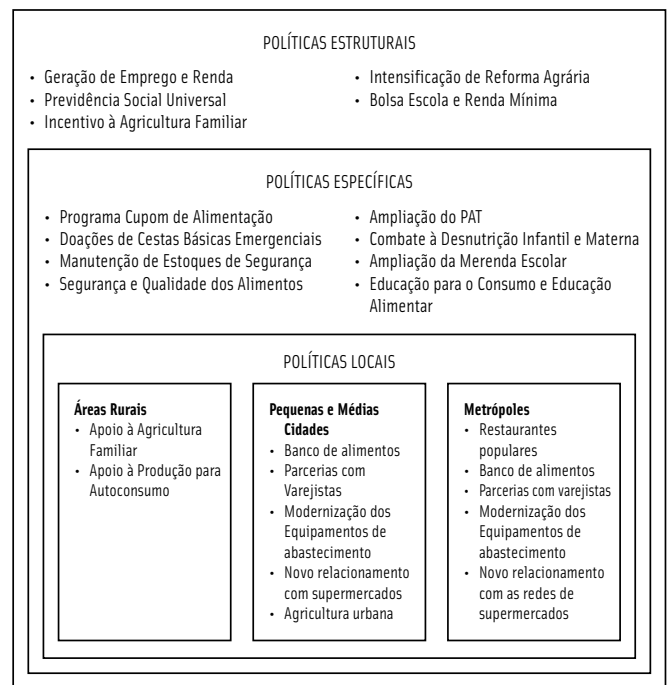 POLÍTICAS ESTRUTURAIS
• Geração de Emprego e Renda
• Previdência Social Universal
• Incentivo à Agricultura Familiar
• Intensificação de Reforma Agrária
• Bolsa Escola e Renda Mínima
POLÍTICAS ESPECÍFICAS
• Programa Cupom de Alimentação
• Doações de Cestas Básicas Emergenciais
• Manutenção de Estoques de Segurança
• Segurança e Qualidade dos Alimentos
• Ampliação do PAT
• Combate à Desnutrição Infantil e Materna
• Ampliação da Merenda Escolar
• Educação para o Consumo e Educação
Alimentar
POLÍTICAS LOCAIS
Áreas Rurais
• Apoio à Agricultura
Familiar
• Apoio à Produção para
Autoconsumo
Pequenas e Médias
Cidades
• Banco de alimentos
• Parcerias com
Varejistas
• Modernização dos
Equipamentos de
abastecimento
• Novo relacionamento
com supermercados
• Agricultura urbana
Metrópoles
• Restaurantes
populares
• Banco de alimentos
• Parcerias com varejistas
• Modernização dos
Equipamentos de
abastecimento
• Novo relacionamento
com as redes de
supermercados